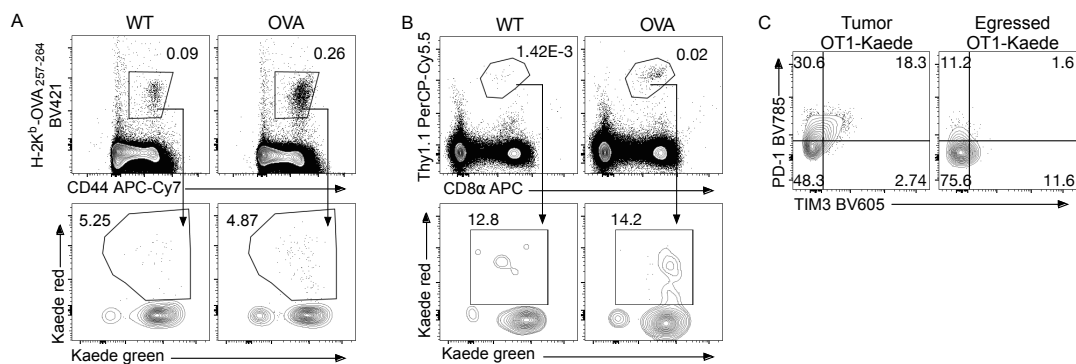 A
WT
OVA
0.09
0.26
H-2Kᵇ-OVA₂₅₇₋₂₆₄
BV421
CD44 APC-Cy7
5.25
4.87
Kaede red
Kaede green
B
WT
OVA
1.42E-3
0.02
Thy1.1 PerCP-Cy5.5
CD8α APC
12.8
14.2
Kaede red
Kaede green
C
Tumor
OT1-Kaede
Egressed
OT1-Kaede
30.6
18.3
11.2
1.6
PD-1 BV785
48.3
2.74
75.6
11.6
TIM3 BV605